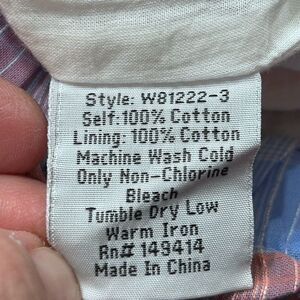 Style: W81222-3
Self:100% Cotton
Lining: 100% Cotton
Machine Wash Cold
Only Non-Chlorine
Bleach
Tumble Dry Low
Warm Iron
Rn# 149414
Made In China